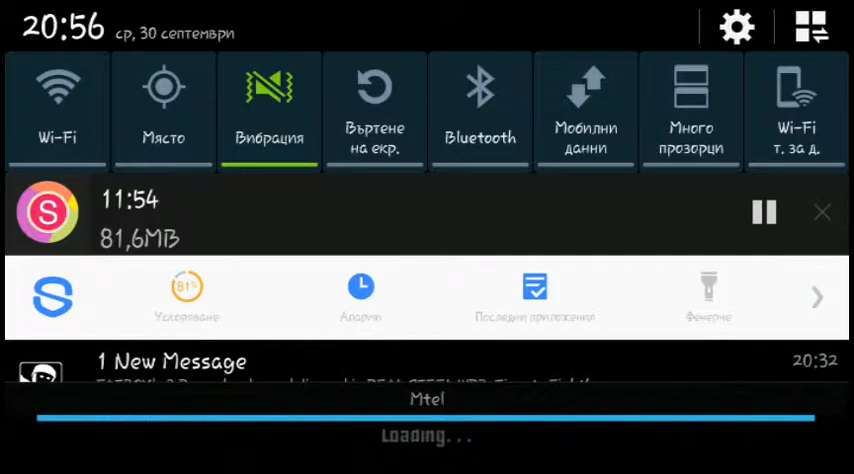 20:56 ср, 30 септември
Wi-Fi
Място
Вибрация
Въртене
на екр.
Bluetooth
Мобилни
данни
Много
прозорци
Wi-Fi
т. за д.
S
11:54
81,6MB
81%
Ускоряване
Аларми
Последни приложения
Фенерче
1 New Message
20:32
Mtel
Loading...